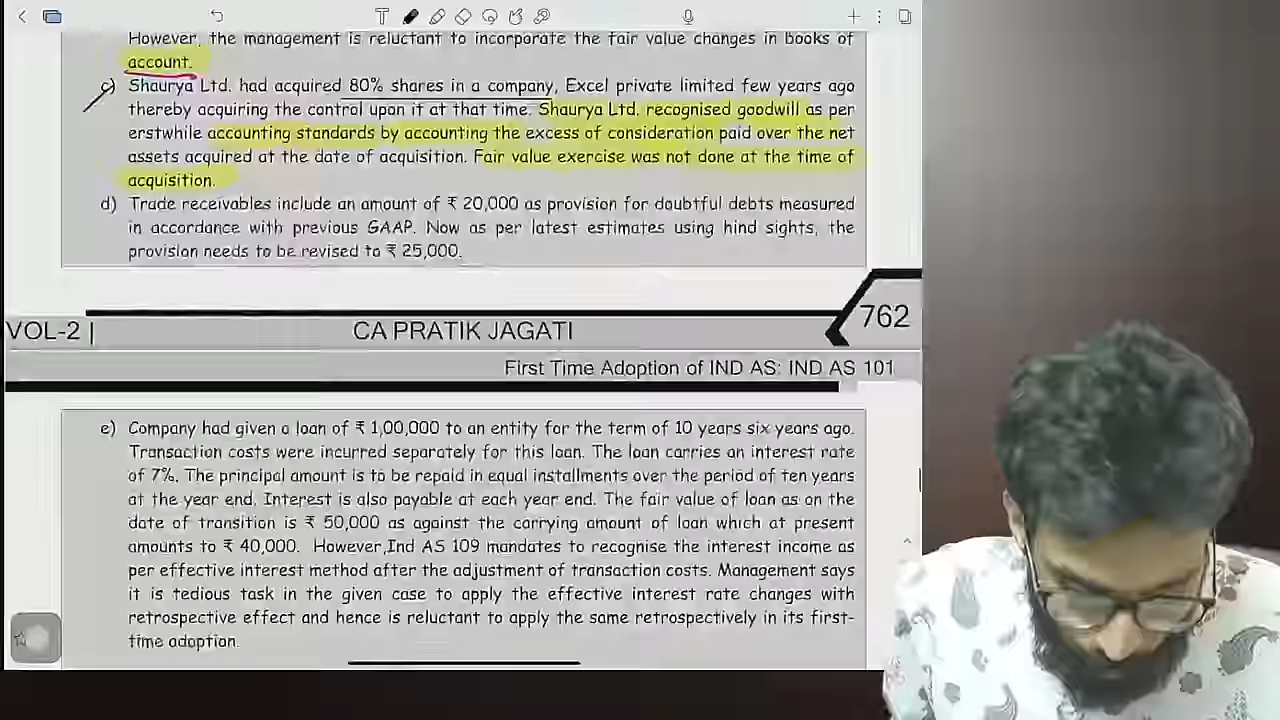 However, the management is reluctant to incorporate the fair value changes in books of
account.
c) Shaurya Ltd. had acquired 80% shares in a company, Excel private limited few years ago
thereby acquiring the control upon it at that time. Shaurya Ltd. recognised goodwill as per
erstwhile accounting standards by accounting the excess of consideration paid over the net
assets acquired at the date of acquisition. Fair value exercise was not done at the time of
acquisition.
d) Trade receivables include an amount of ₹ 20,000 as provision for doubtful debts measured
in accordance with previous GAAP. Now as per latest estimates using hind sights, the
provision needs to be revised to ₹ 25,000.
762
VOL-2 | CA PRATIK JAGATI
First Time Adoption of IND AS: IND AS 101
e) Company had given a loan of ₹ 1,00,000 to an entity for the term of 10 years six years ago.
Transaction costs were incurred separately for this loan. The loan carries an interest rate
of 7%. The principal amount is to be repaid in equal installments over the period of ten years
at the year end. Interest is also payable at each year end. The fair value of loan as on the
date of transition is ₹ 50,000 as against the carrying amount of loan which at present
amounts to ₹ 40,000. However,Ind AS 109 mandates to recognise the interest income as
per effective interest method after the adjustment of transaction costs. Management says
it is tedious task in the given case to apply the effective interest rate changes with
retrospective effect and hence is reluctant to apply the same retrospectively in its first-
time adoption.